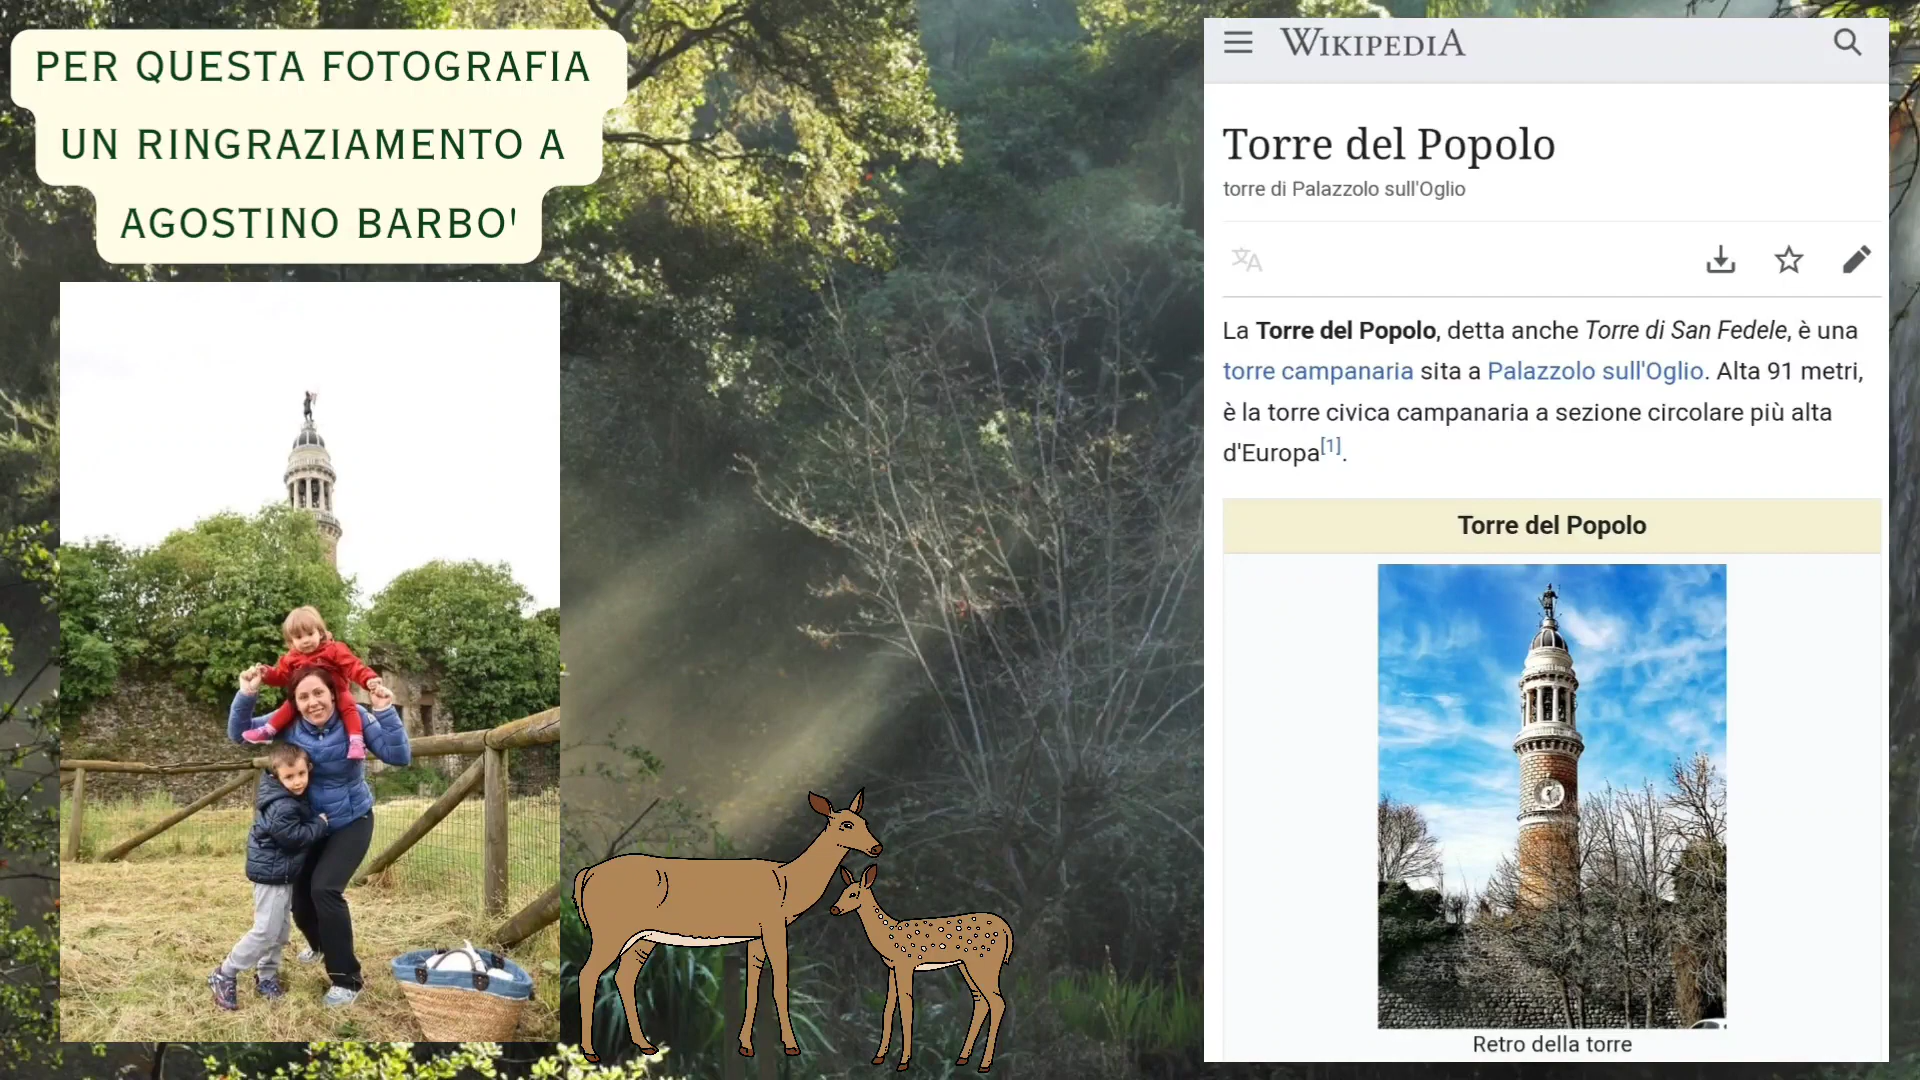 PER QUESTA FOTOGRAFIA
UN RINGRAZIAMENTO A
AGOSTINO BARBO'
WIKIPEDIA
Torre del Popolo
torre di Palazzolo sull'Oglio
La Torre del Popolo, detta anche Torre di San Fedele, è una
torre campanaria sita a Palazzolo sull'Oglio. Alta 91 metri,
è la torre civica campanaria a sezione circolare più alta
d'Europa[1].
Torre del Popolo
Retro della torre